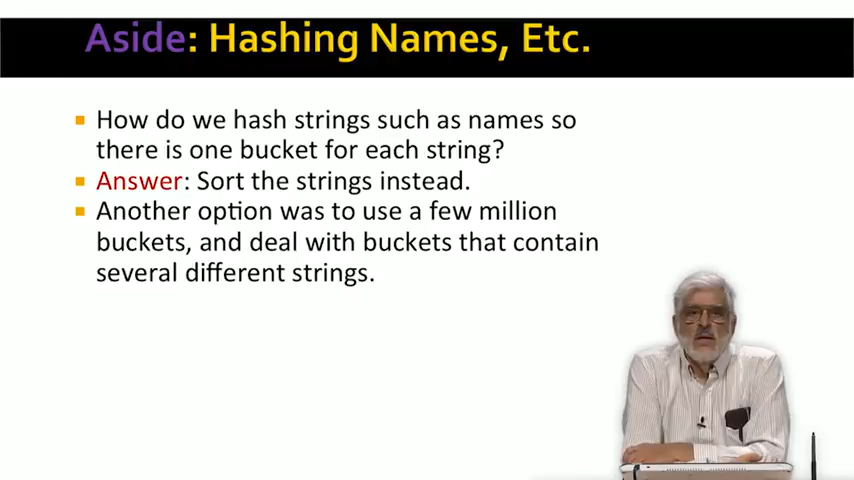 Aside: Hashing Names, Etc.
How do we hash strings such as names so
there is one bucket for each string?
Answer: Sort the strings instead.
Another option was to use a few million
buckets, and deal with buckets that contain
several different strings.